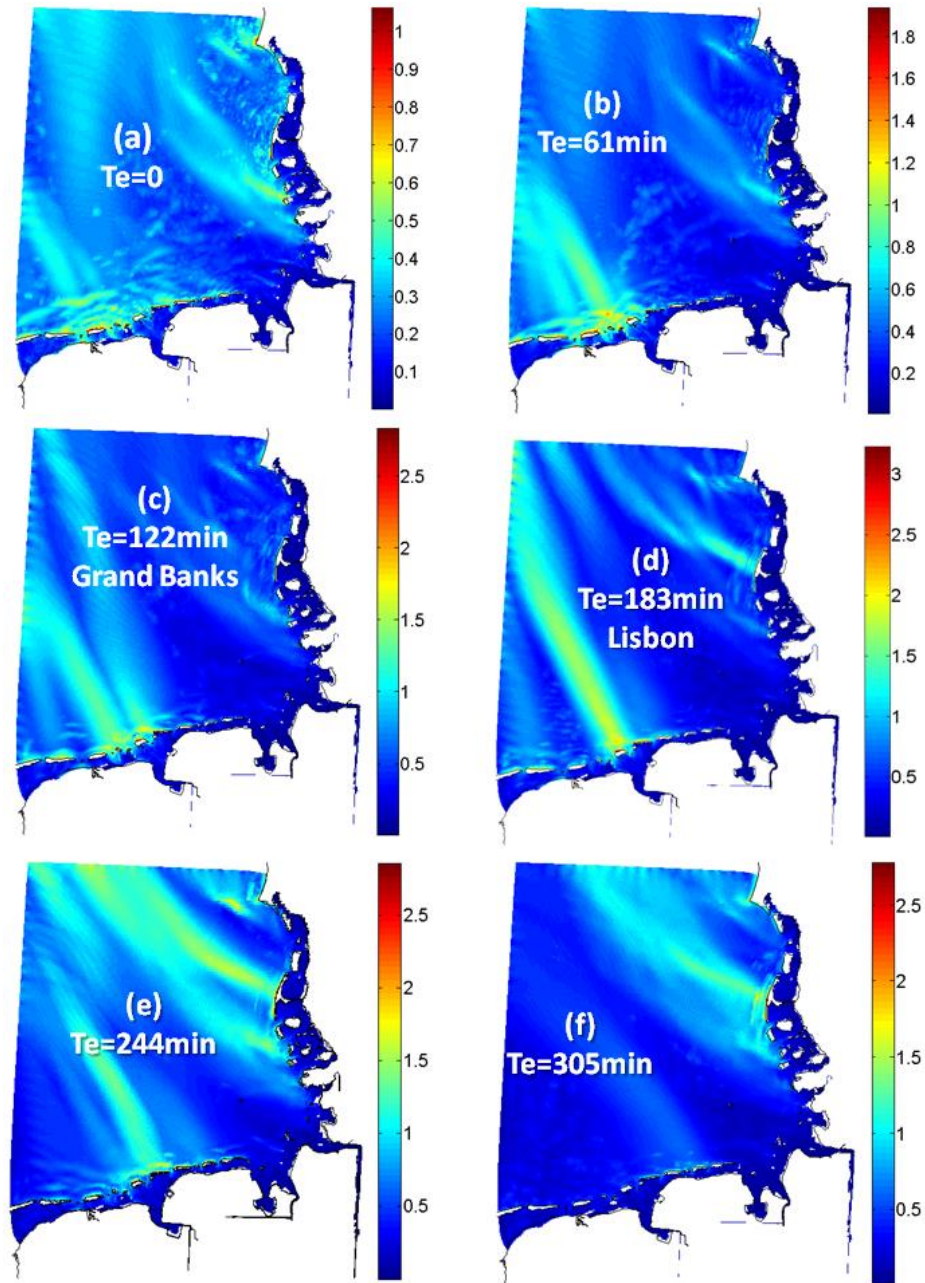 (a)
Te=0
1
0.9
0.8
0.7
0.6
0.5
0.4
0.3
0.2
0.1
(b)
Te=61min
1.8
1.6
1.4
1.2
1
0.8
0.6
0.4
0.2
(c)
Te=122min
Grand Banks
2.5
2
1.5
1
0.5
(d)
Te=183min
Lisbon
3
2.5
2
1.5
1
0.5
(e)
Te=244min
2.5
2
1.5
1
0.5
(f)
Te=305min
2.5
2
1.5
1
0.5